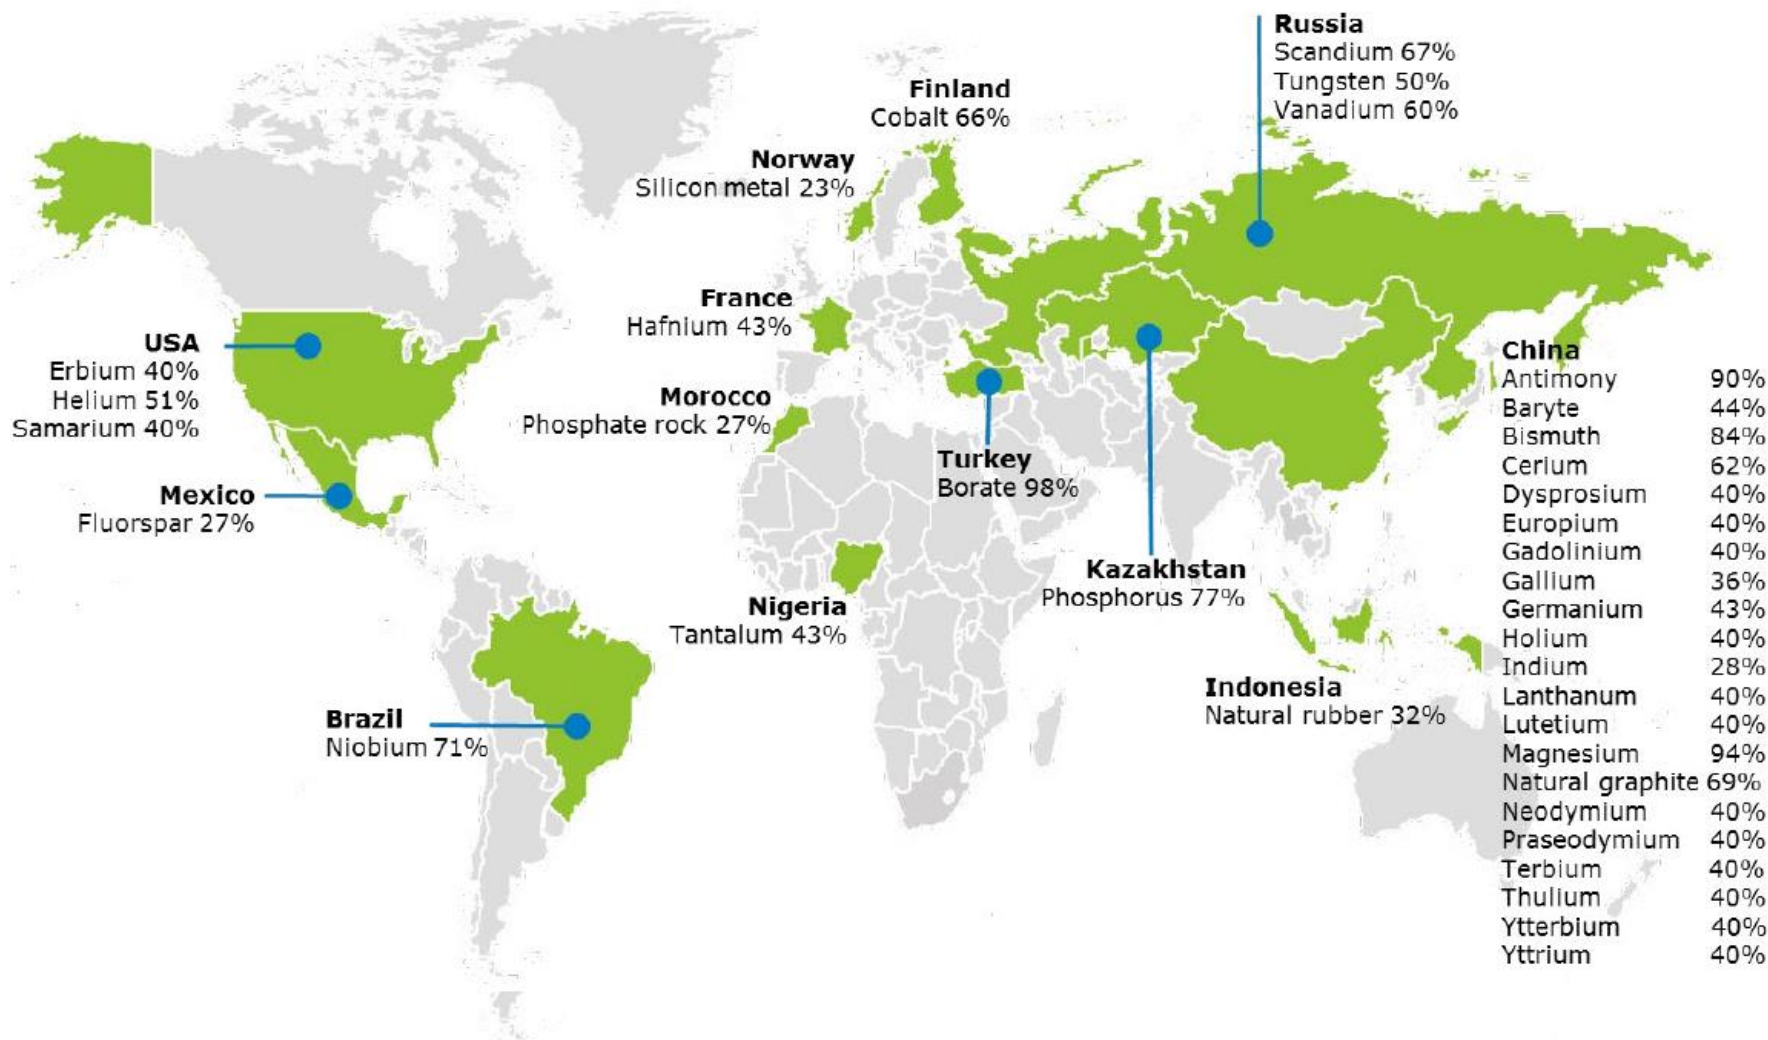 Russia
Scandium 67%
Tungsten 50%
Vanadium 60%
Finland
Cobalt 66%
Norway
Silicon metal 23%
France
Hafnium 43%
USA
Erbium 40%
Helium 51%
Samarium 40%
Morocco
Phosphate rock 27%
Turkey
Borate 98%
Mexico
Fluorspar 27%
Kazakhstan
Phosphorus 77%
Nigeria
Tantalum 43%
Indonesia
Natural rubber 32%
Brazil
Niobium 71%
China
Antimony 90%
Baryte 44%
Bismuth 84%
Cerium 62%
Dysprosium 40%
Europium 40%
Gadolinium 40%
Gallium 36%
Germanium 43%
Holium 40%
Indium 28%
Lanthanum 40%
Lutetium 40%
Magnesium 94%
Natural graphite 69%
Neodymium 40%
Praseodymium 40%
Terbium 40%
Thulium 40%
Ytterbium 40%
Yttrium 40%